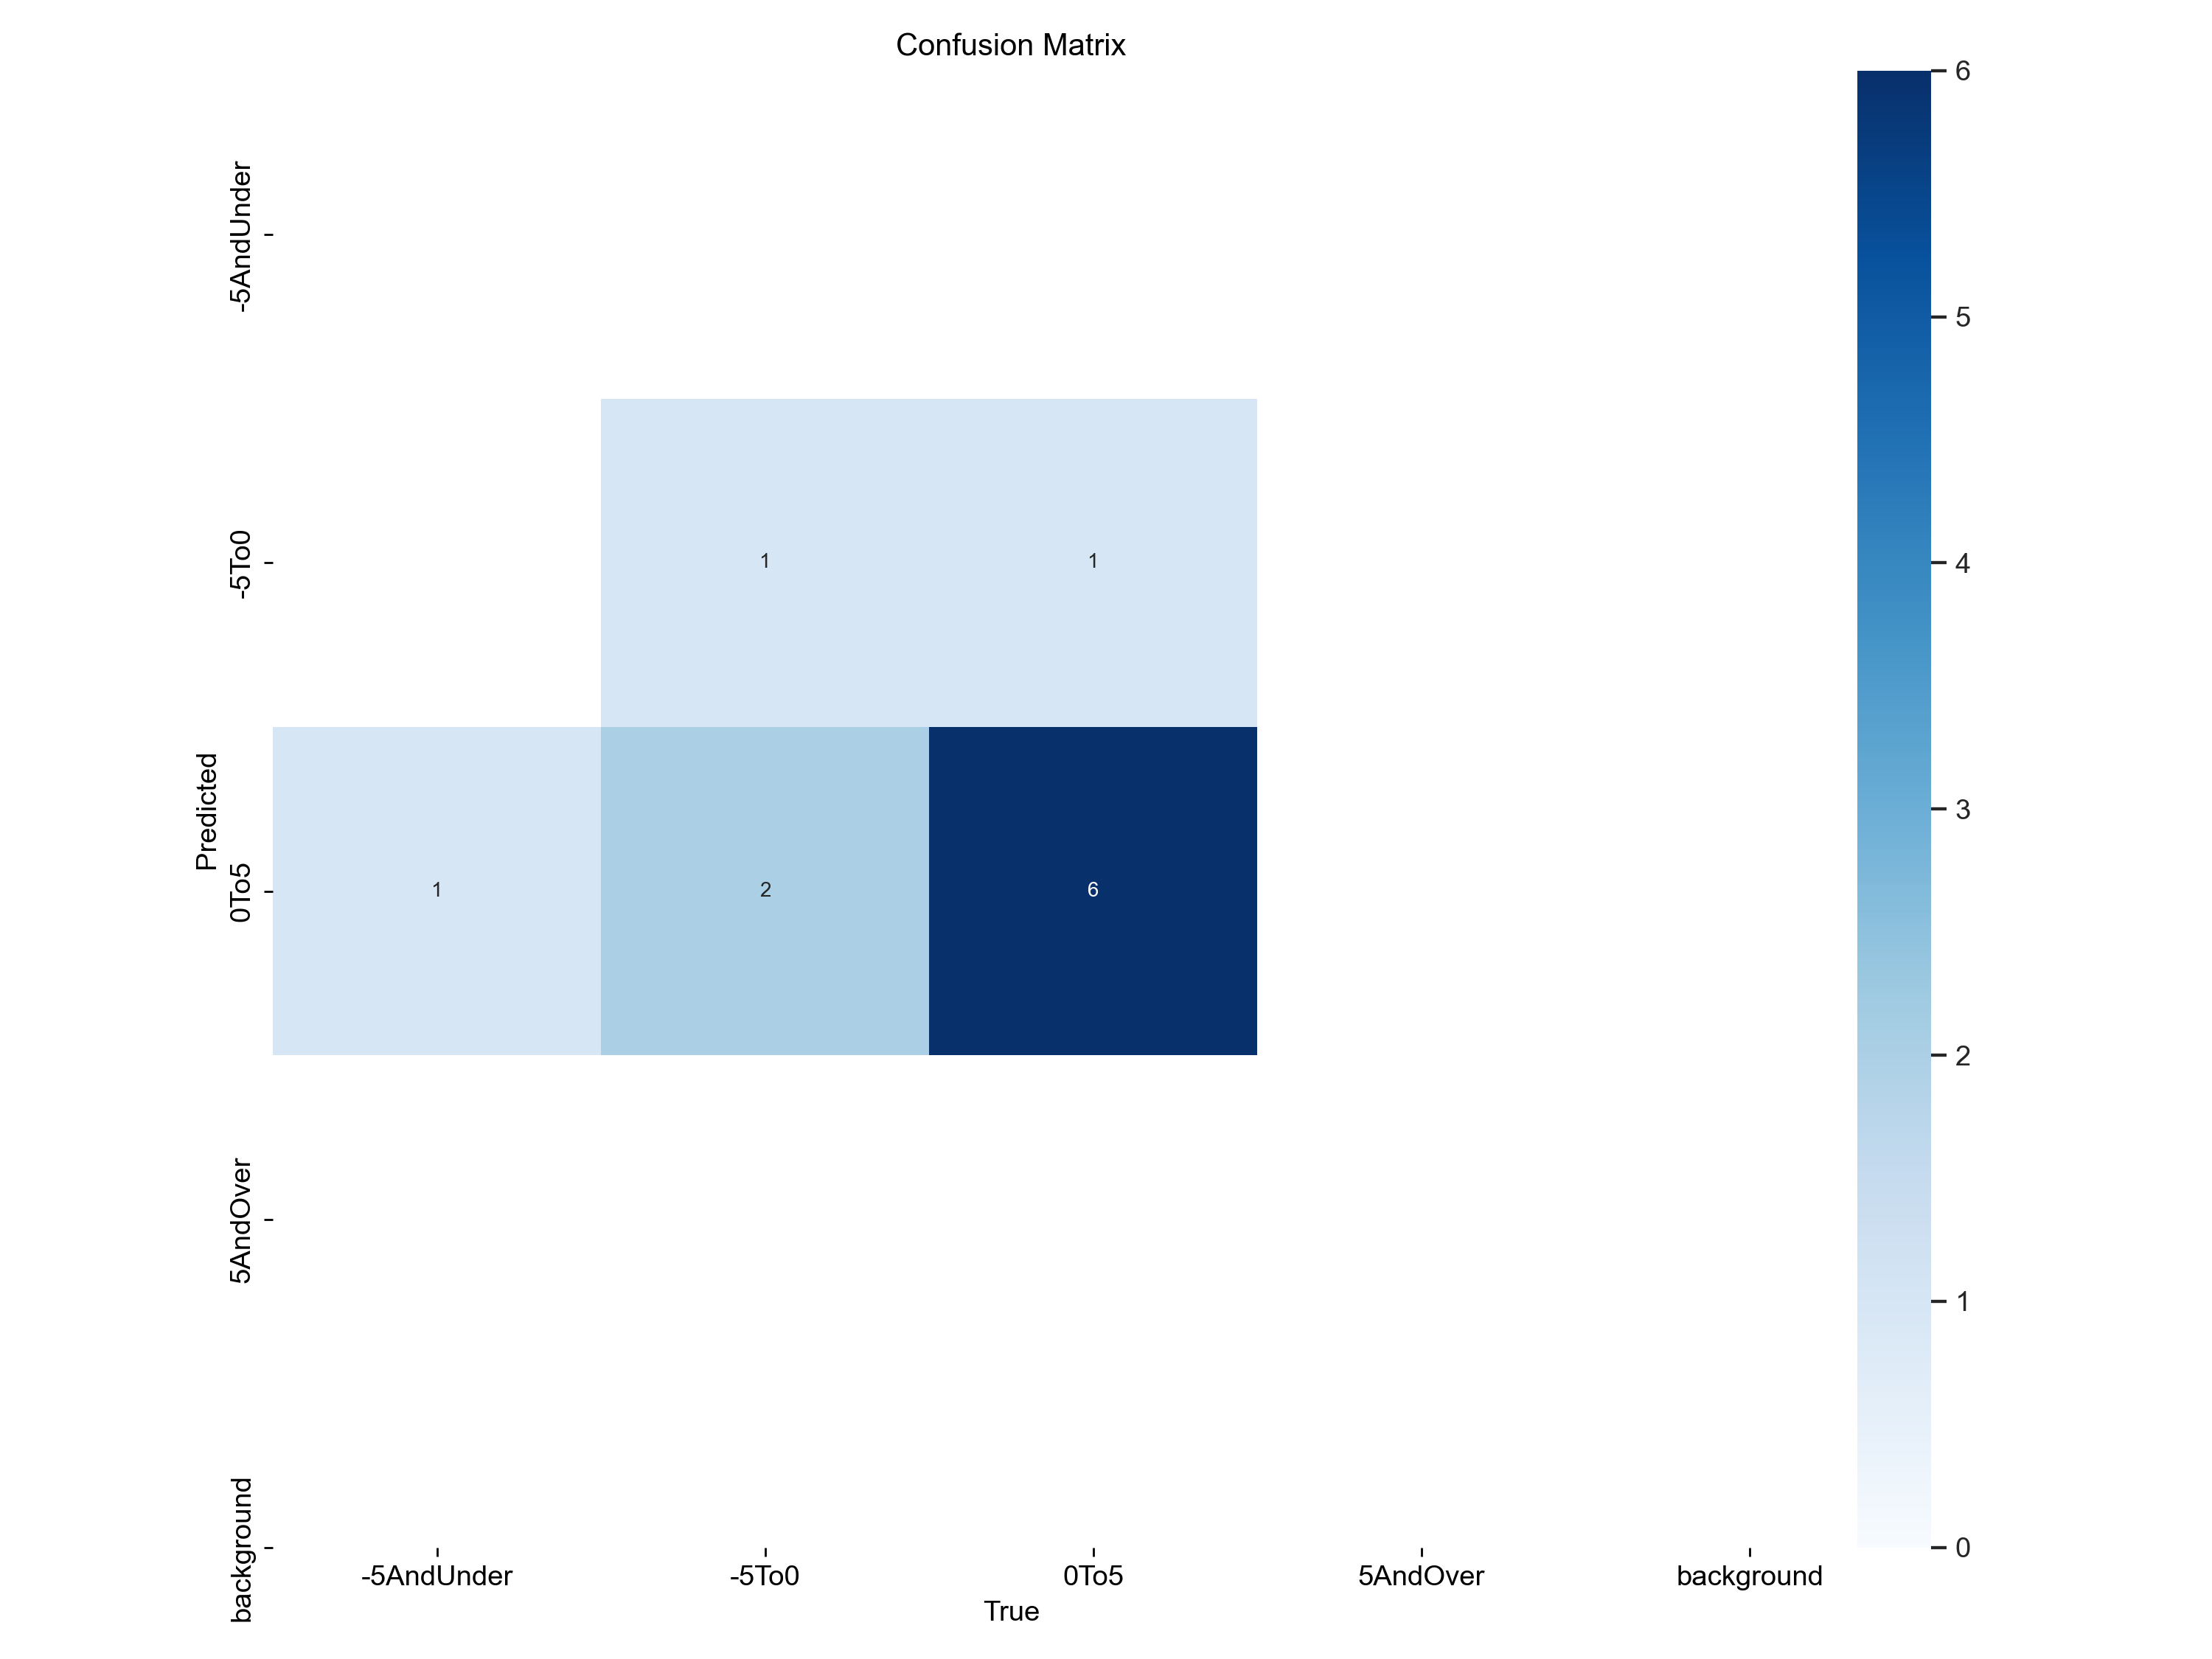 Confusion Matrix
6
-5AndUnder
5
-5To0
1
1
4
Predicted
3
0To5
1
2
6
2
5AndOver
1
background
0
-5AndUnder
-5To0
0To5
5AndOver
background
True